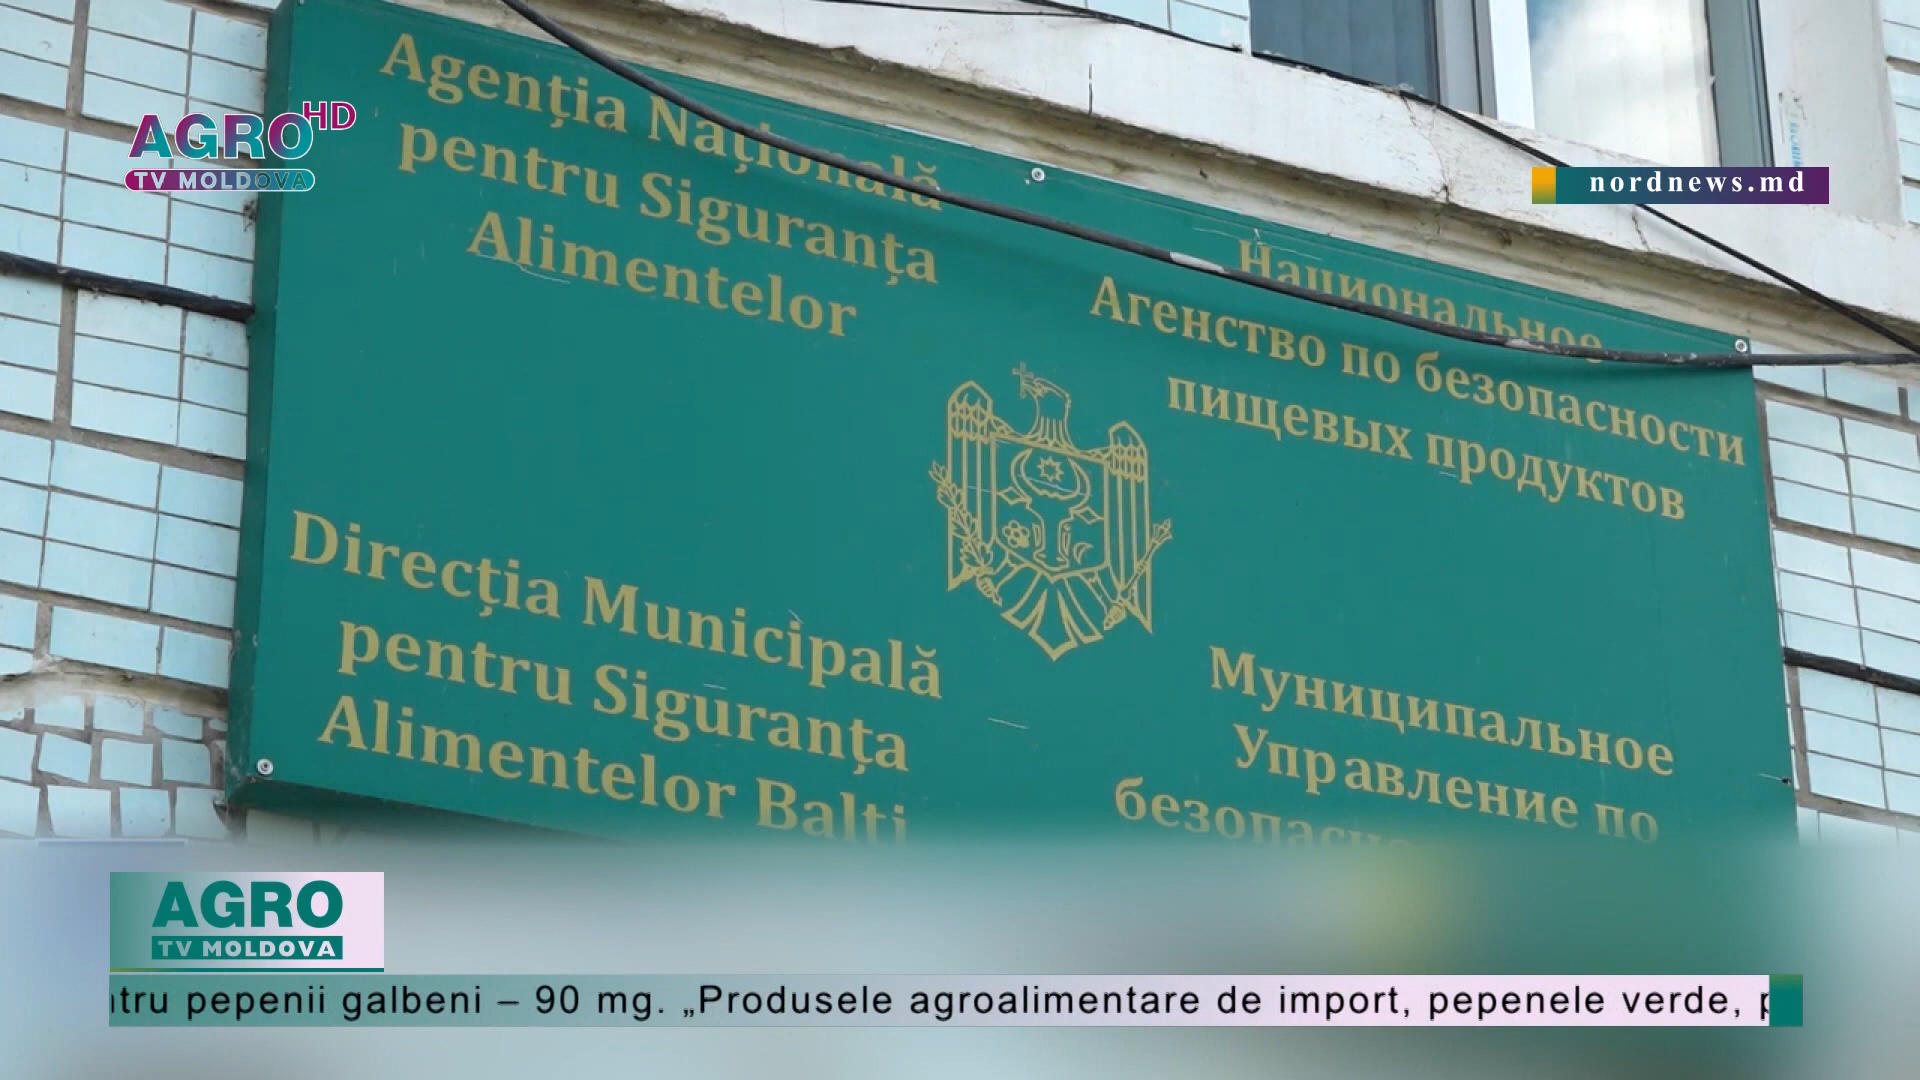 AGRO HD
TV MOLDOVA
nordnews.md
Agenția Națională
pentru Siguranța
Alimentelor
Национальное
Агенство по безопасности
пищевых продуктов
Direcția Municipală
pentru Siguranța
Alimentelor Balti
Муниципальное
Управление по
AGRO
TV MOLDOVA
pepenii galbeni – 90 mg. „Produsele agroalimentare de import, pepenele verde,